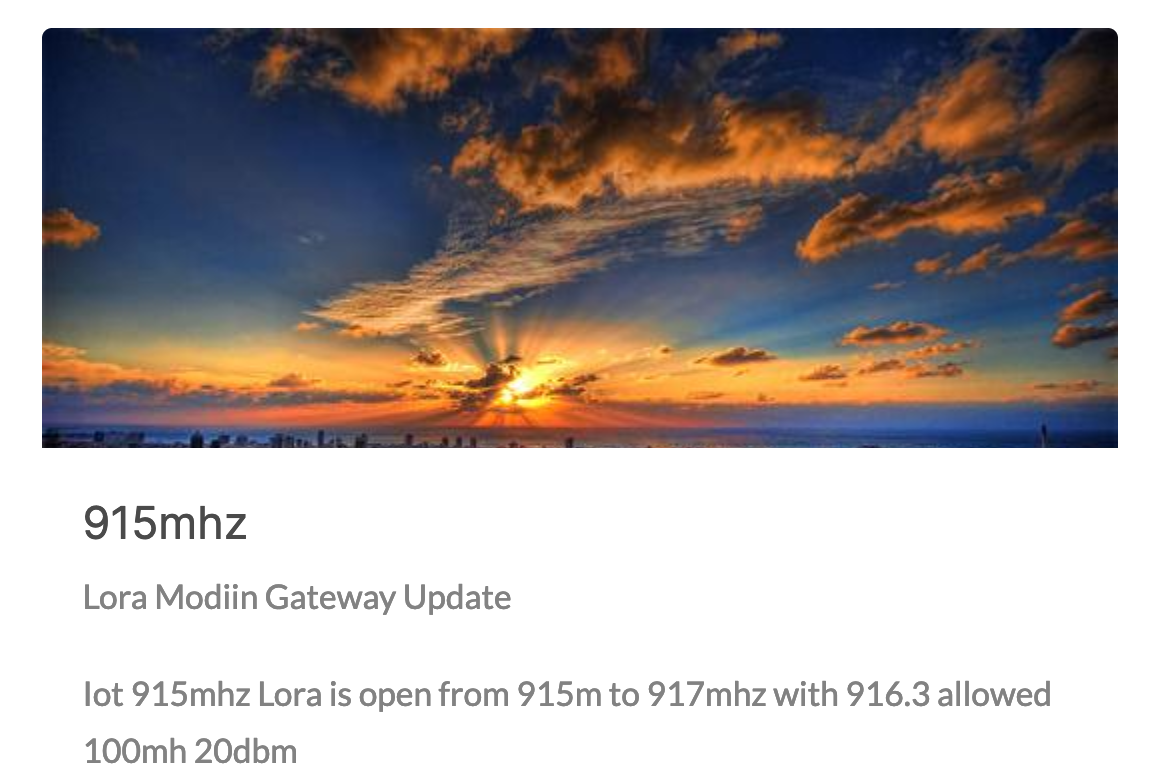 915mhz
Lora Modiin Gateway Update
Iot 915mhz Lora is open from 915m to 917mhz with 916.3 allowed
100mh 20dbm